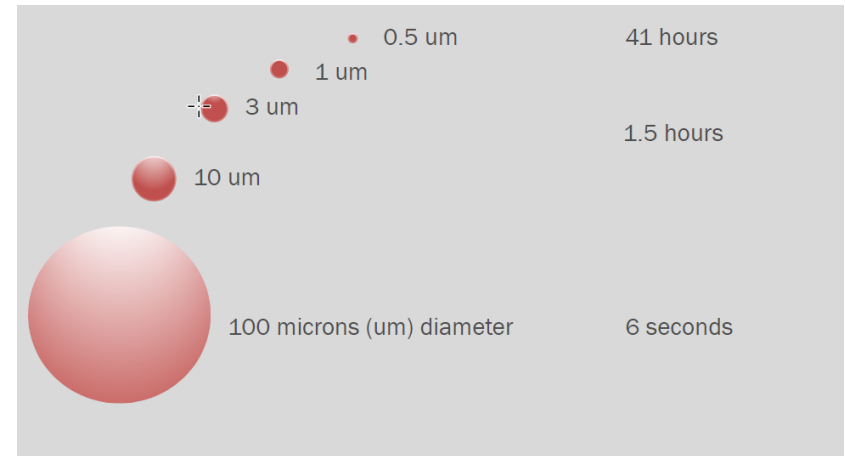 0.5 um 41 hours
1 um
3 um
1.5 hours
10 um
100 microns (um) diameter 6 seconds